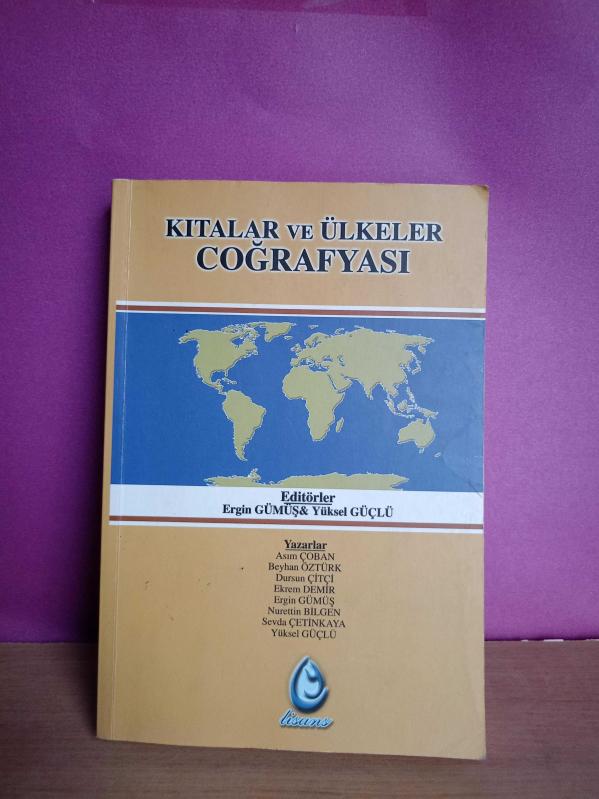 KITALAR VE ÜLKELER
COĞRAFYASI
Editörler
Ergin GÜMÜŞ& Yüksel GÜÇLÜ
Yazarlar
Asım ÇOBAN
Beyhan ÖZTÜRK
Dursun ÇİTÇİ
Ekrem DEMİR
Ergin GÜMÜŞ
Nurettin BİLGEN
Sevda ÇETİNKAYA
Yüksel GÜÇLÜ
lisans